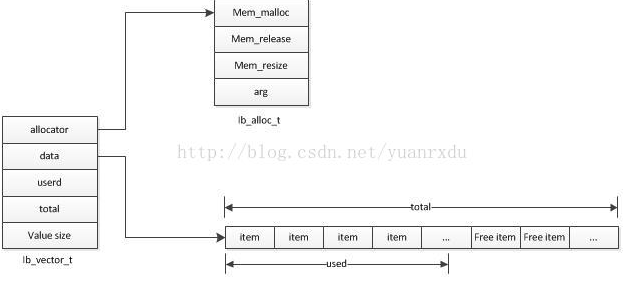 Mem_malloc
Mem_release
Mem_resize
arg
Ib_alloc_t
allocator
data
userd
total
Value size
Ib_vector_t
http://blog.csdn.net/yuanrxdu
total
item item item item ... Free item Free item ...
used